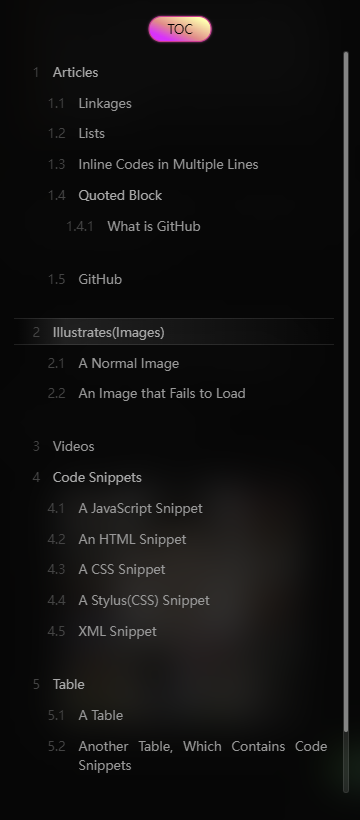 TOC
1 Articles
1.1 Linkages
1.2 Lists
1.3 Inline Codes in Multiple Lines
1.4 Quoted Block
1.4.1 What is GitHub
1.5 GitHub
2 Illustrates(Images)
2.1 A Normal Image
2.2 An Image that Fails to Load
3 Videos
4 Code Snippets
4.1 A JavaScript Snippet
4.2 An HTML Snippet
4.3 A CSS Snippet
4.4 A Stylus(CSS) Snippet
4.5 XML Snippet
5 Table
5.1 A Table
5.2 Another Table, Which Contains Code
Snippets